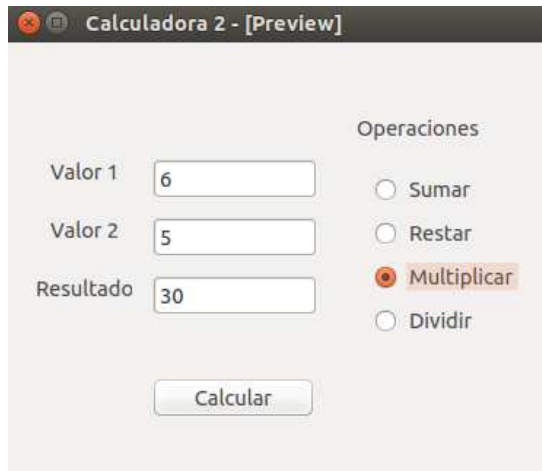 Calculadora 2 - [Preview]
Operaciones
Valor 1
6
Sumar
Valor 2
5
Restar
Resultado
30
Multiplicar
Dividir
Calcular